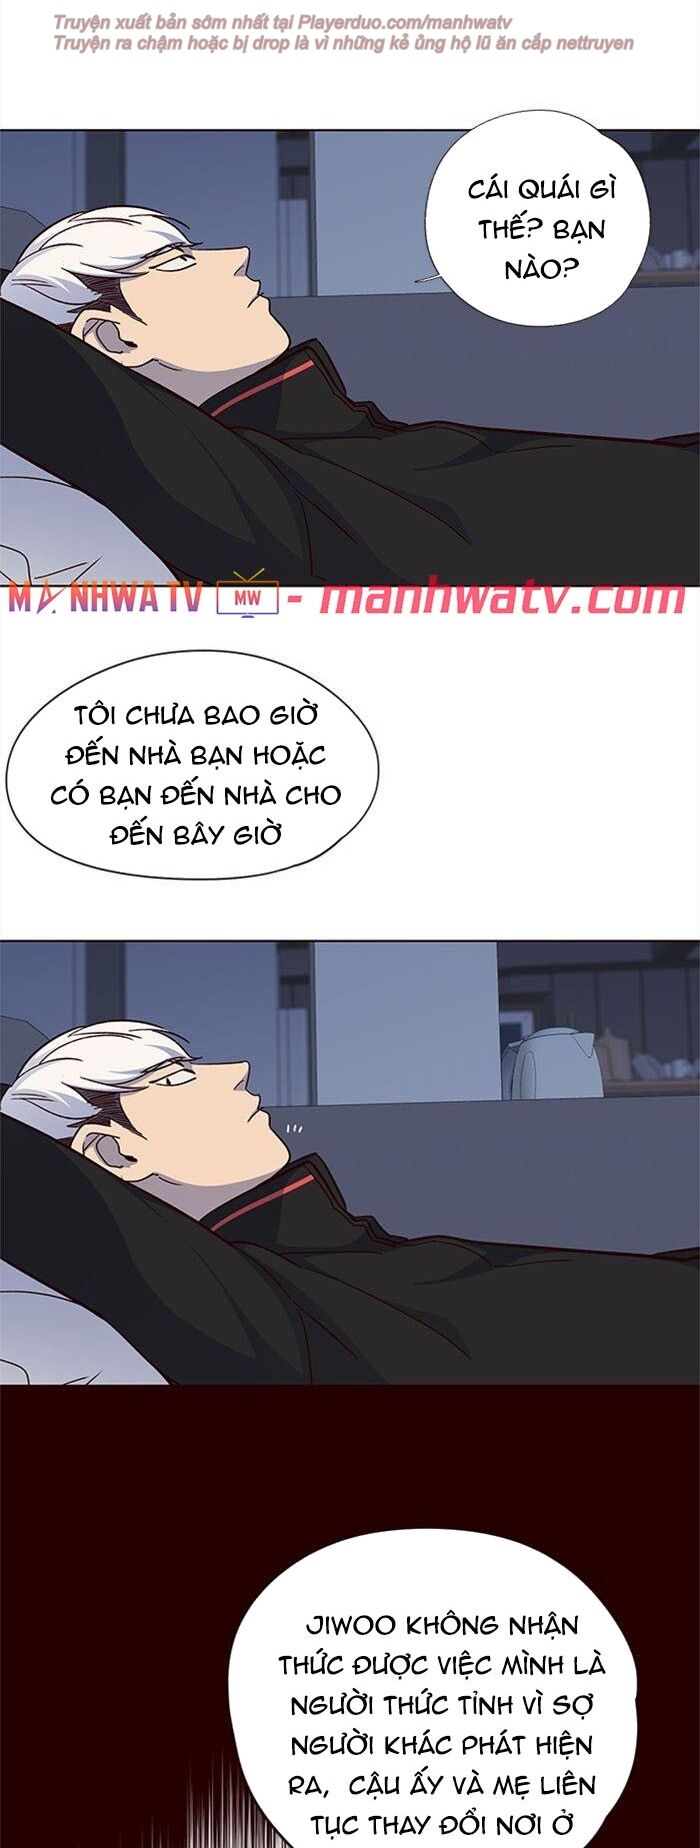 Truyện xuất bản sớm nhất tại Playerduo.com/manhwatv
Truyện ra chậm hoặc bị drop là vì những kẻ ủng hộ lũ ăn cắp nettruyen
CÁI QUÁI GÌ
THẾ? BẠN
NÀO?
MANHWA TV MW - manhwatv.com
TÔI CHƯA BAO GIỜ
ĐẾN NHÀ BẠN HOẶC
CÓ BẠN ĐẾN NHÀ CHO
ĐẾN BÂY GIỜ
JIWOO KHÔNG NHẬN
THỨC ĐƯỢC VIỆC MÌNH LÀ
NGƯỜI THỨC TỈNH VÌ SỢ
NGƯỜI KHÁC PHÁT HIỆN
RA, CẬU ẤY VÀ MẸ LIÊN
TỤC THAY ĐỔI NƠI Ở